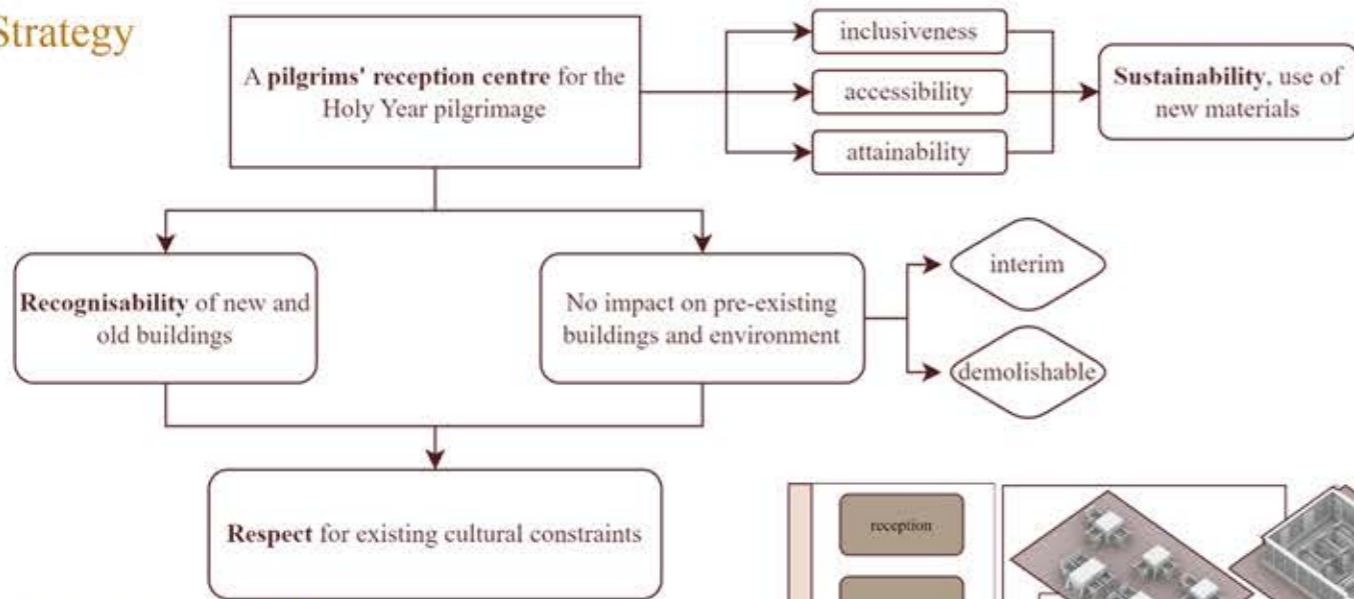 Strategy
A pilgrims' reception centre for the
Holy Year pilgrimage
inclusiveness
accessibility
attainability
Sustainability, use of
new materials
Recognisability of new and
old buildings
No impact on pre-existing
buildings and environment
interim
demolishable
Respect for existing cultural constraints
reception